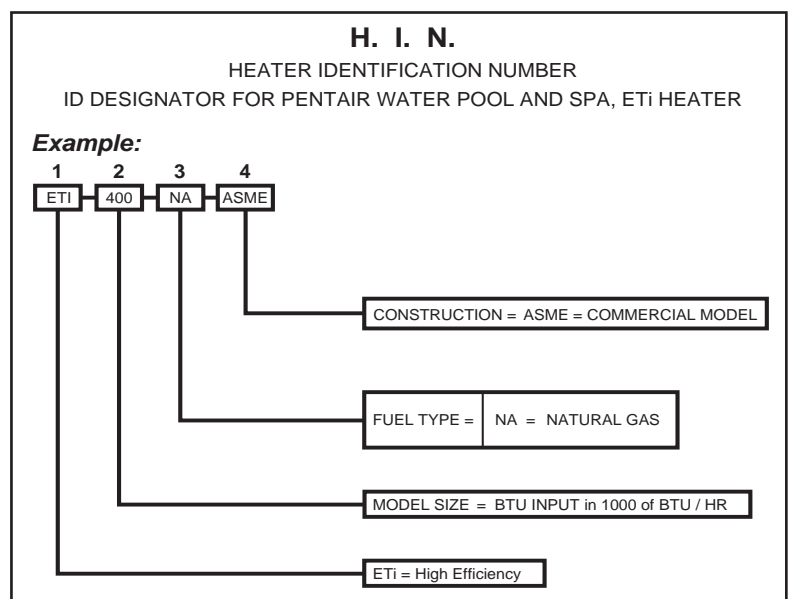 H. I. N.
HEATER IDENTIFICATION NUMBER
ID DESIGNATOR FOR PENTAIR WATER POOL AND SPA, ETi HEATER
Example:
1 2 3 4
ETI 400 NA ASME
CONSTRUCTION = ASME = COMMERCIAL MODEL
FUEL TYPE = NA = NATURAL GAS
MODEL SIZE = BTU INPUT in 1000 of BTU / HR
ETi = High Efficiency